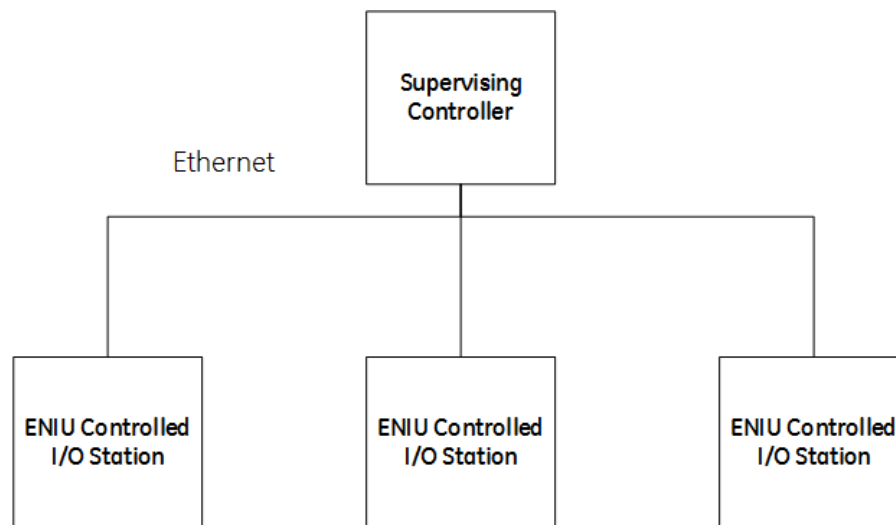 Supervising
Controller
Ethernet
ENIU Controlled
I/O Station
ENIU Controlled
I/O Station
ENIU Controlled
I/O Station